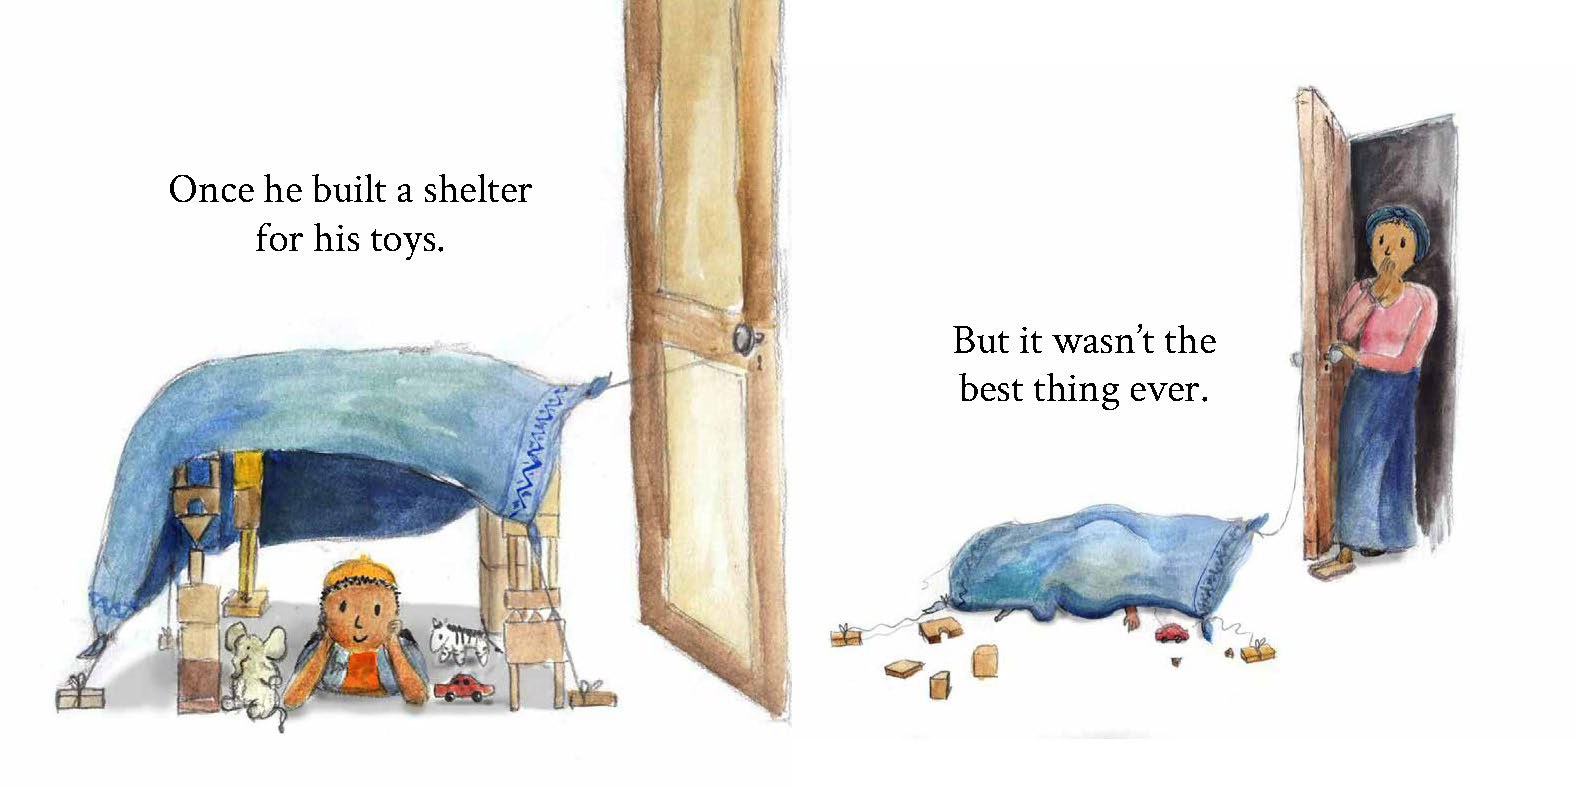 Once he built a shelter
for his toys.
But it wasn't the
best thing ever.